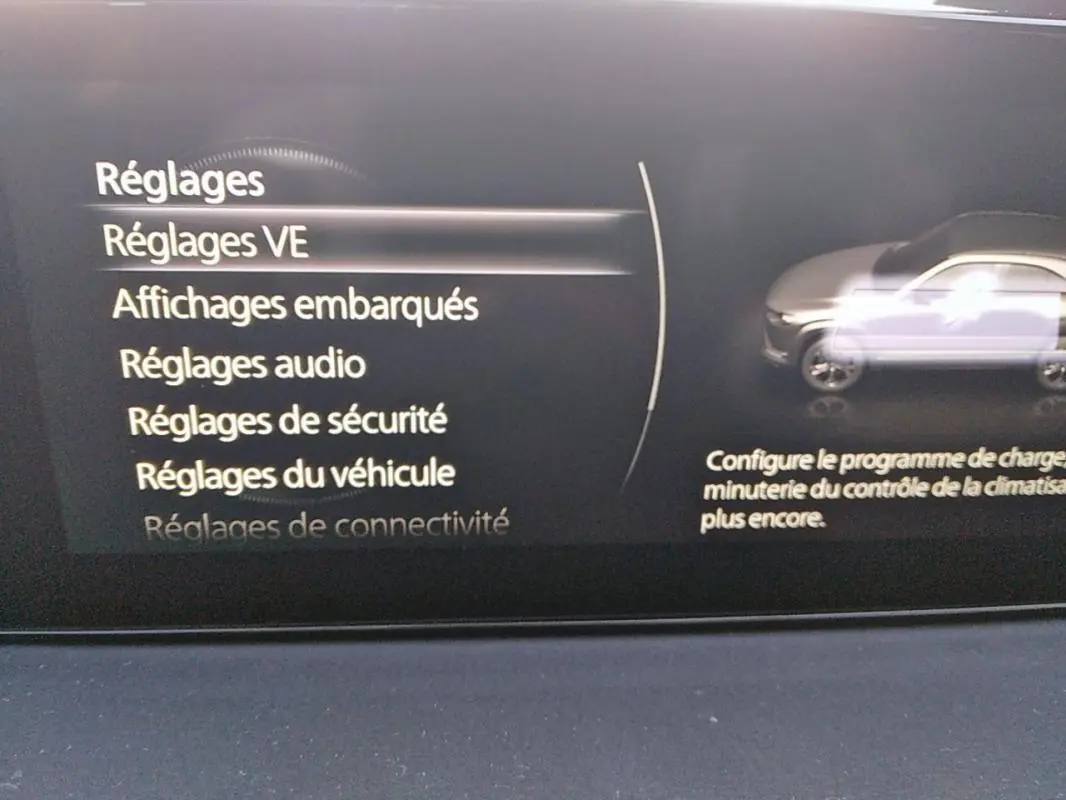 Réglages
Réglages VE
Affichages embarqués
Réglages audio
Réglages de sécurité
Réglages du véhicule
Réglages de connectivité
Configure le programme de charge,
minuterie du contrôle de la climatisa
plus encore.